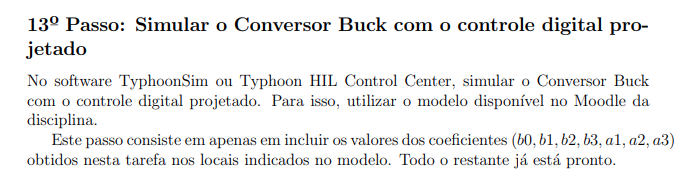 13º Passo: Simular o Conversor Buck com o controle digital pro-
jetado
No software TyphoonSim ou Typhoon HIL Control Center, simular o Conversor Buck
com o controle digital projetado. Para isso, utilizar o modelo disponível no Moodle da
disciplina.
Este passo consiste em apenas em incluir os valores dos coeficientes (b0, b1, b2, b3, a1, a2, a3)
obtidos nesta tarefa nos locais indicados no modelo. Todo o restante já está pronto.